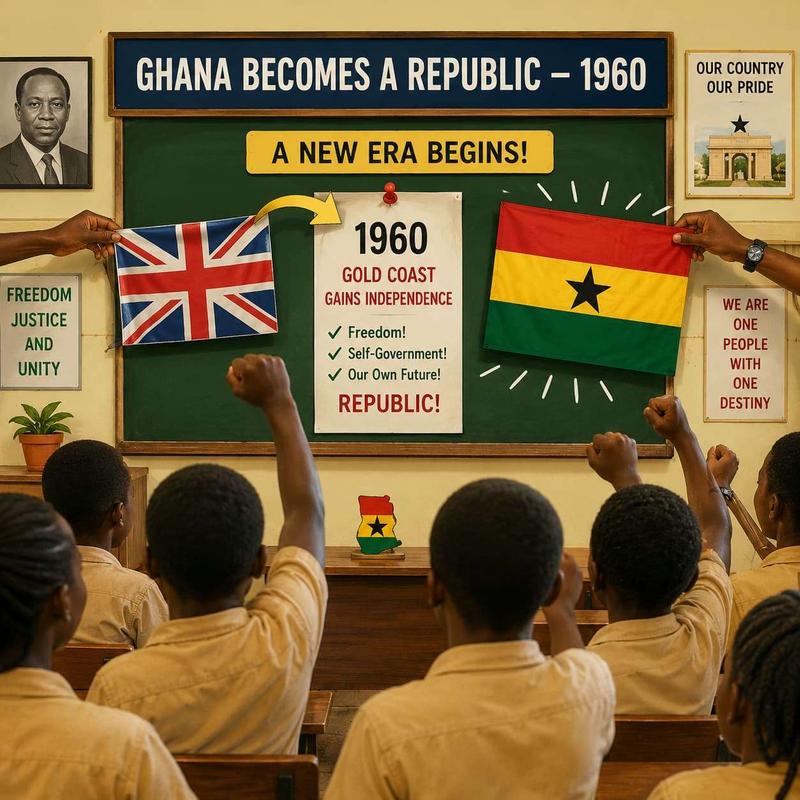 GHANA BECOMES A REPUBLIC – 1960
OUR COUNTRY
OUR PRIDE
A NEW ERA BEGINS!
1960
GOLD COAST
GAINS INDEPENDENCE
✓ Freedom!
✓ Self-Government!
✓ Our Own Future!
REPUBLIC!
FREEDOM
JUSTICE
AND
UNITY
WE ARE
ONE
PEOPLE
WITH
ONE
DESTINY